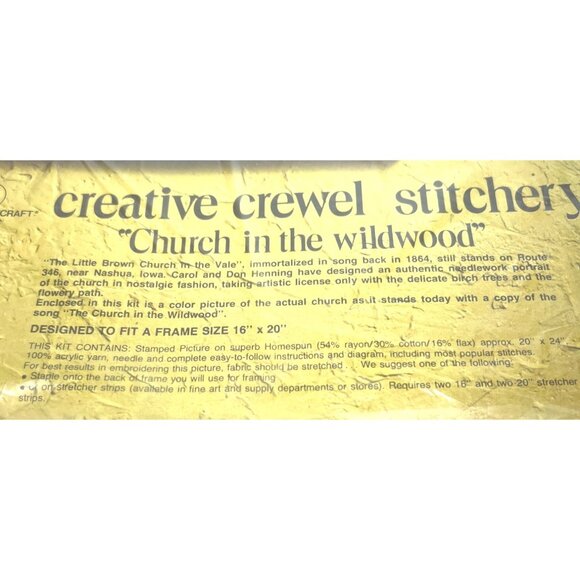 CRAFT®
creative crewel stitchery
"Church in the wildwood"
"The Little Brown Church in the Vale", immortalized in song back in 1864, still stands on Route
346, near Nashua, Iowa. Carol and Don Henning have designed an authentic needlework portrait
of the church in nostalgic fashion, taking artistic license only with the delicate birch trees and the
flowery path.
Enclosed in this kit is a color picture of the actual church as it stands today with a copy of the
song "The Church in the Wildwood".
DESIGNED TO FIT A FRAME SIZE 16" x 20"
THIS KIT CONTAINS: Stamped Picture on superb Homespun (54% rayon/30% cotton/16% flax) approx. 20" x 24",
100% acrylic yarn, needle and complete easy-to-follow instructions and diagram, including most popular stitches.
For best results in embroidering this picture, fabric should be stretched . . . We suggest one of the following:
• Staple onto the back of frame you will use for framing
• or on stretcher strips (available in fine art and supply departments or stores). Requires two 16" and two 20" stretcher
strips.